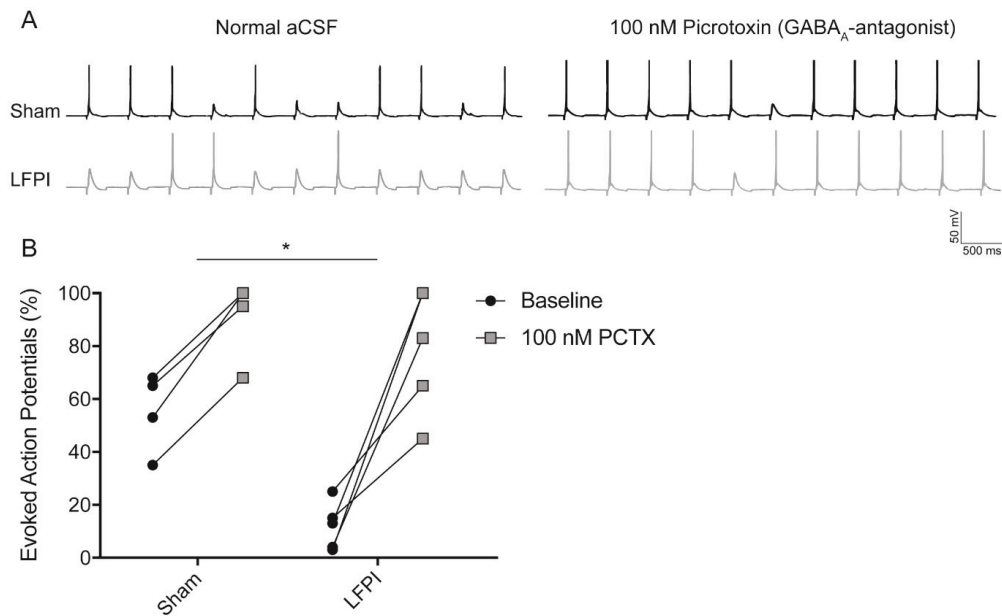 A
Normal aCSF
100 nM Picrotoxin (GABAA-antagonist)
Sham
LFPI
50 mV
500 ms
B
*
100
80
60
40
20
0
Evoked Action Potentials (%)
Sham
LFPI
Baseline
100 nM PCTX